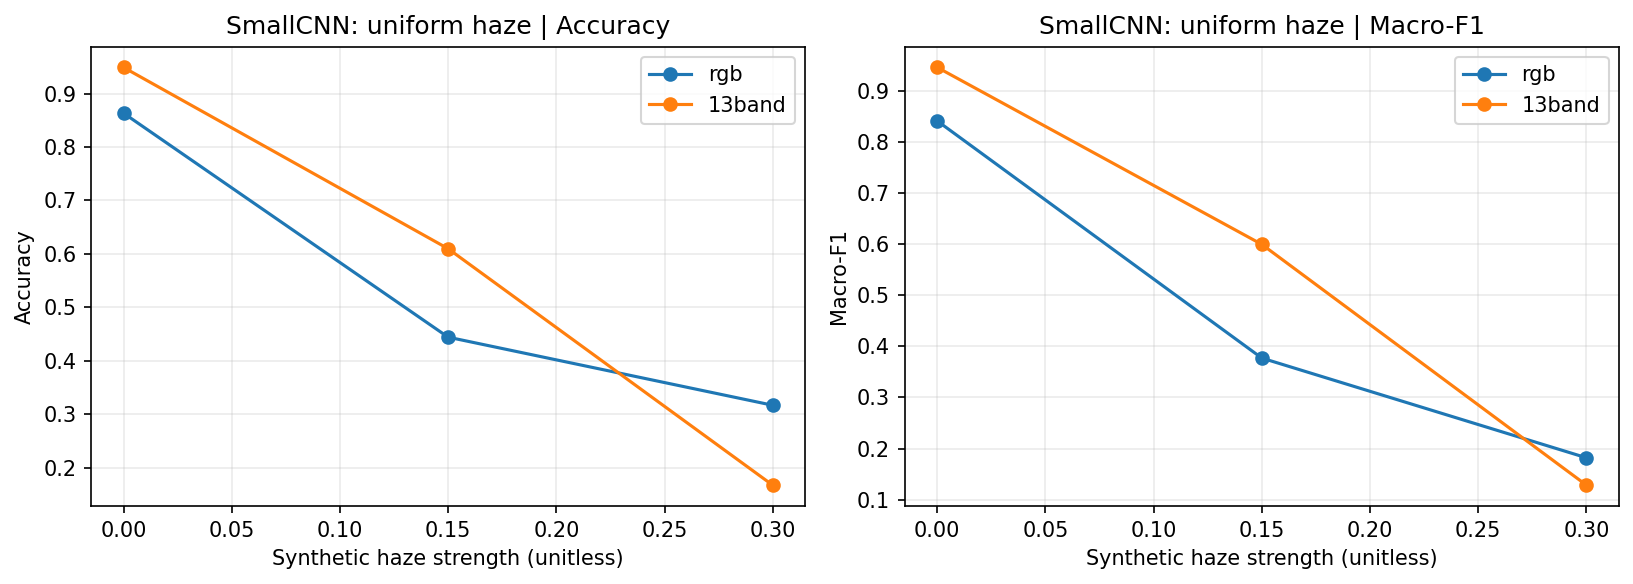 SmallCNN: uniform haze | Accuracy
rgb
13band
Accuracy
0.9
0.8
0.7
0.6
0.5
0.4
0.3
0.2
0.00 0.05 0.10 0.15 0.20 0.25 0.30
Synthetic haze strength (unitless)
SmallCNN: uniform haze | Macro-F1
rgb
13band
Macro-F1
0.9
0.8
0.7
0.6
0.5
0.4
0.3
0.2
0.1
0.00 0.05 0.10 0.15 0.20 0.25 0.30
Synthetic haze strength (unitless)